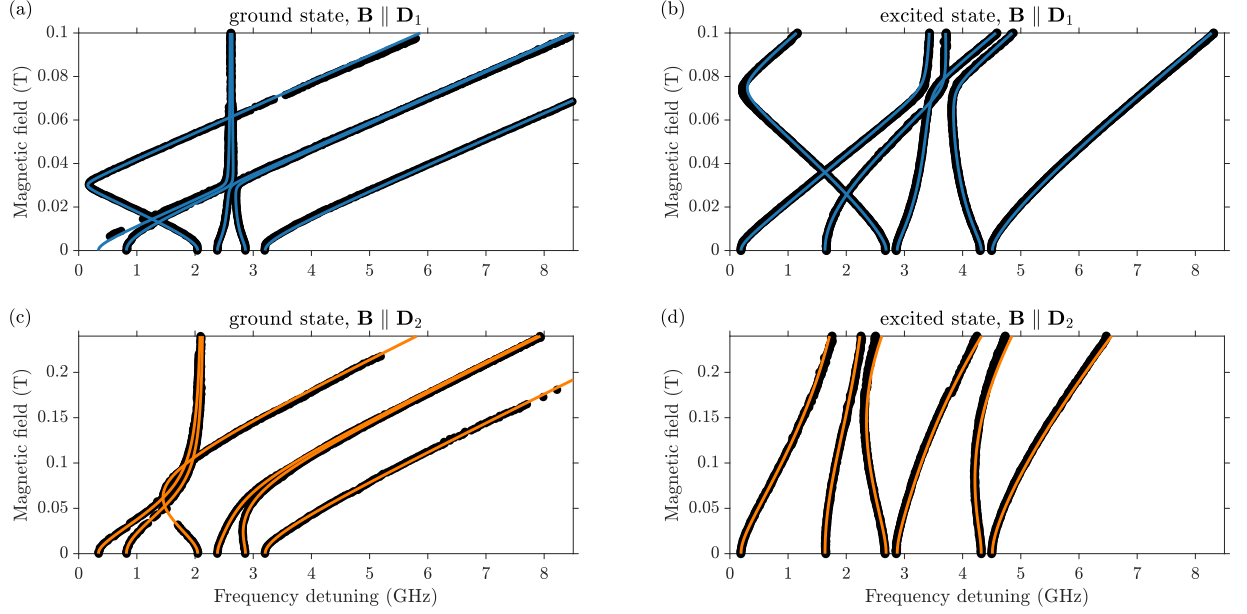 (a)
ground state, B ∥ D₁
Magnetic field (T)
0.1
0.08
0.06
0.04
0.02
0
0 1 2 3 4 5 6 7 8
(b)
excited state, B ∥ D₁
Magnetic field (T)
0.1
0.08
0.06
0.04
0.02
0
0 1 2 3 4 5 6 7 8
(c)
ground state, B ∥ D₂
Magnetic field (T)
0.2
0.15
0.1
0.05
0
0 1 2 3 4 5 6 7 8
Frequency detuning (GHz)
(d)
excited state, B ∥ D₂
Magnetic field (T)
0.2
0.15
0.1
0.05
0
0 1 2 3 4 5 6 7 8
Frequency detuning (GHz)